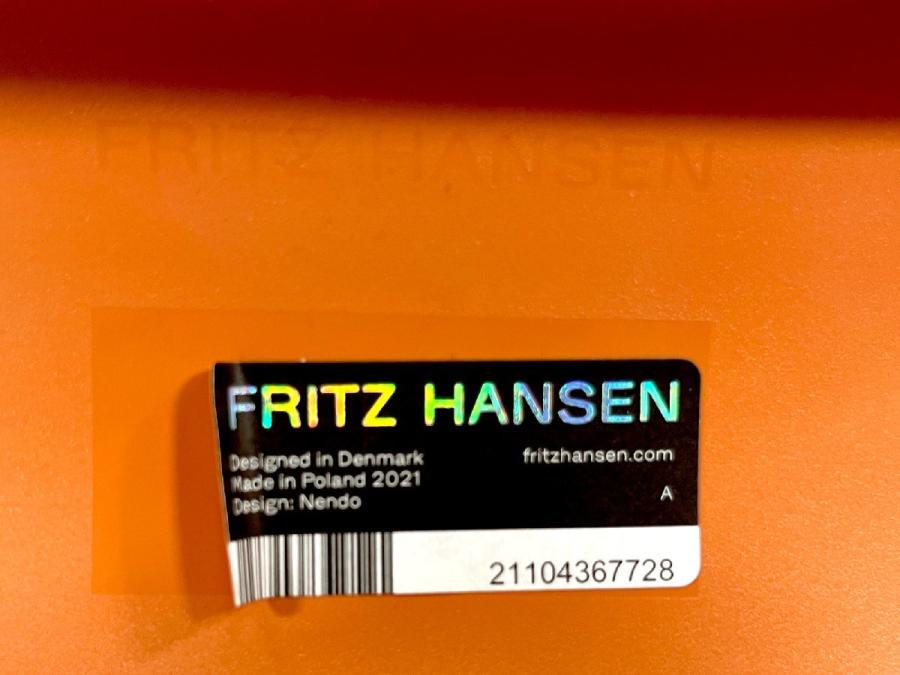 FRITZ HANSEN
FRITZ HANSEN
Designed in Denmark
fritzhansen.com
Made in Poland 2021
Design: Nendo
A
21104367728